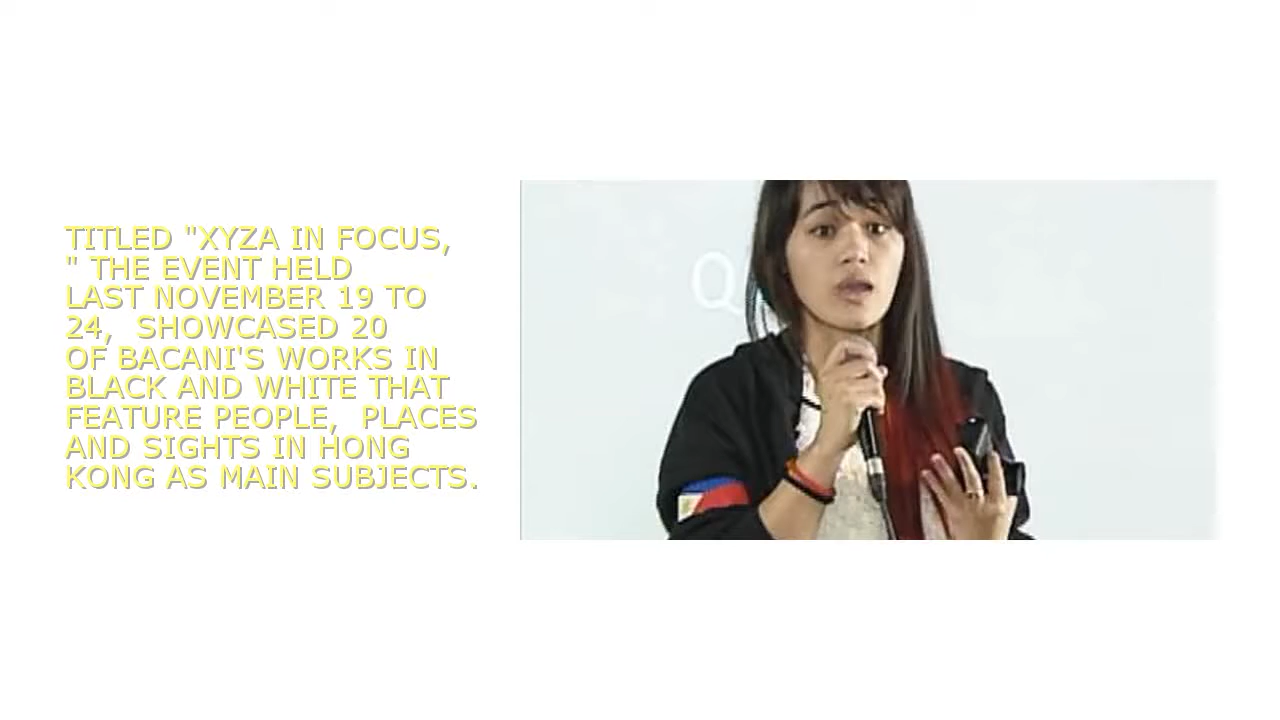 TITLED "XYZA IN FOCUS,
" THE EVENT HELD
LAST NOVEMBER 19 TO
24,  SHOWCASED 20
OF BACANI'S WORKS IN
BLACK AND WHITE THAT
FEATURE PEOPLE,  PLACES
AND SIGHTS IN HONG
KONG AS MAIN SUBJECTS.
Q